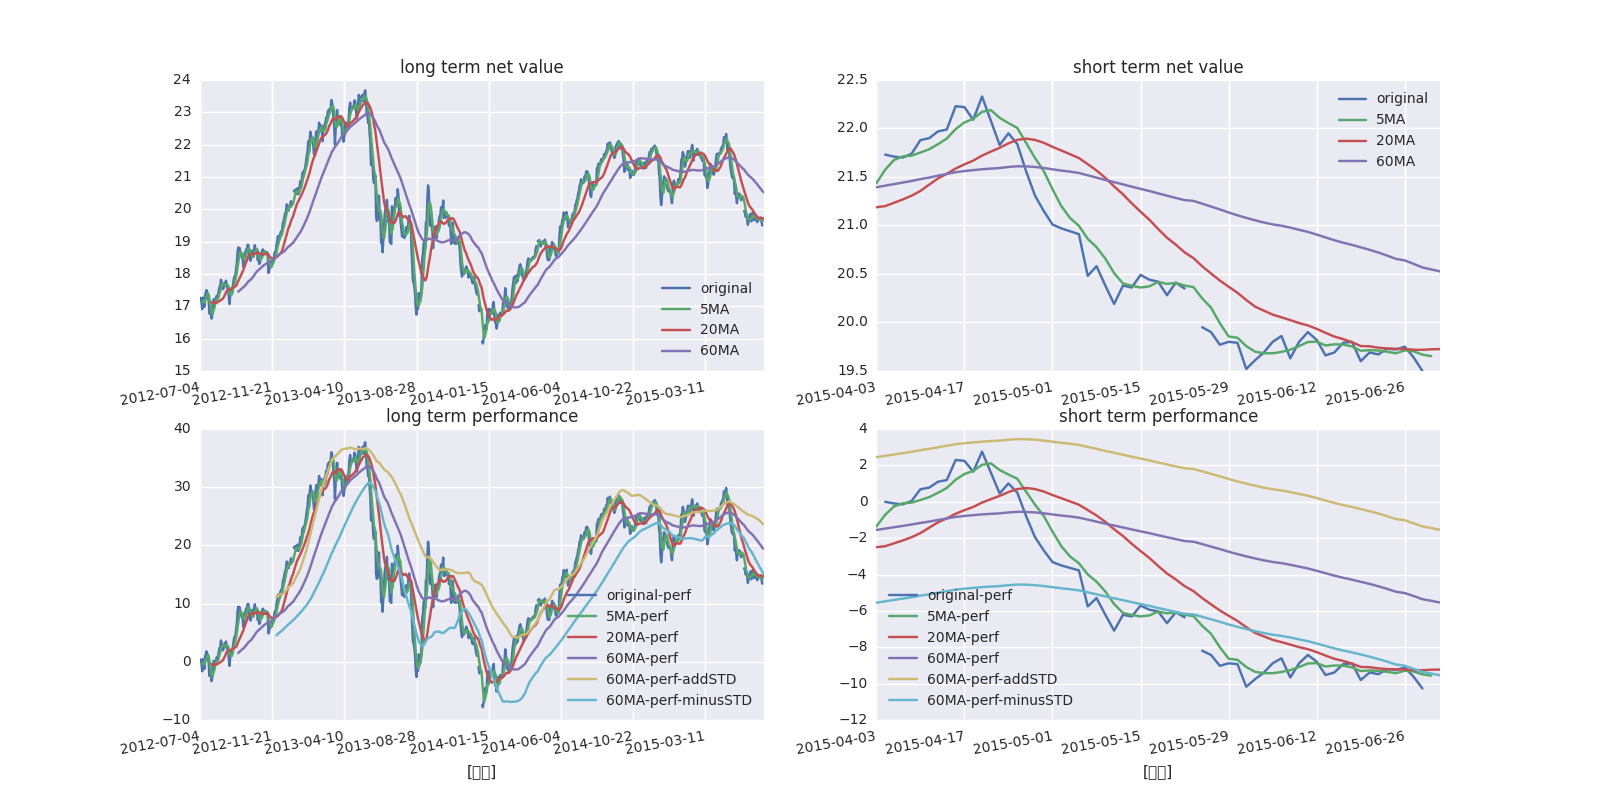 long term net value
24
23
22
21
20
19
18
17
16
15
original
5MA
20MA
60MA
2012-07-04
2012-11-21
2013-04-10
2013-08-28
2014-01-15
2014-06-04
2014-10-22
2015-03-11
short term net value
22.5
22.0
21.5
21.0
20.5
20.0
19.5
original
5MA
20MA
60MA
2015-04-03
2015-04-17
2015-05-01
2015-05-15
2015-05-29
2015-06-12
2015-06-26
long term performance
40
30
20
10
0
−10
original-perf
5MA-perf
20MA-perf
60MA-perf
60MA-perf-addSTD
60MA-perf-minusSTD
2012-07-04
2012-11-21
2013-04-10
2013-08-28
2014-01-15
2014-06-04
2014-10-22
2015-03-11
[▯▯]
short term performance
4
2
0
−2
−4
−6
−8
−10
−12
original-perf
5MA-perf
20MA-perf
60MA-perf
60MA-perf-addSTD
60MA-perf-minusSTD
2015-04-03
2015-04-17
2015-05-01
2015-05-15
2015-05-29
2015-06-12
2015-06-26
[▯▯]